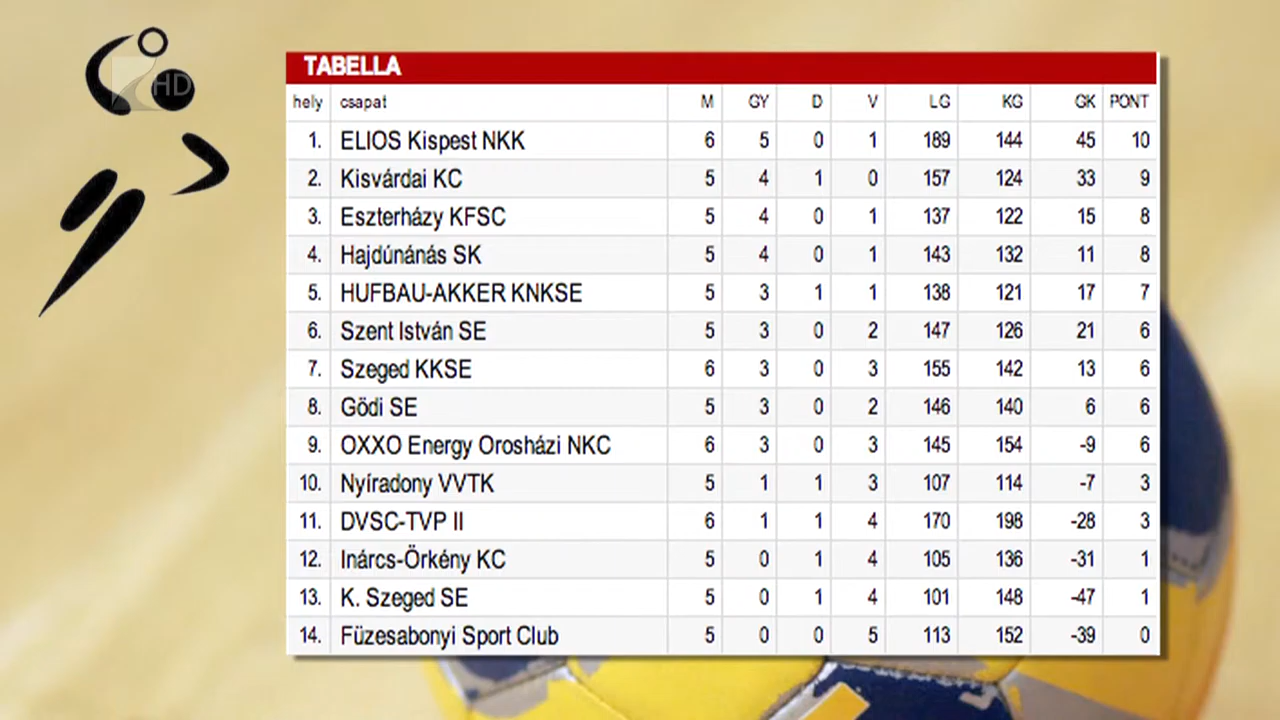 HD
TABELLA
hely csapat M GY D V LG KG GK PONT
1. ELIOS Kispest NKK 6 5 0 1 189 144 45 10
2. Kisvárdai KC 5 4 1 0 157 124 33 9
3. Eszterházy KFSC 5 4 0 1 137 122 15 8
4. Hajdúnánás SK 5 4 0 1 143 132 11 8
5. HUFBAU-AKKER KNKSE 5 3 1 1 138 121 17 7
6. Szent István SE 5 3 0 2 147 126 21 6
7. Szeged KKSE 6 3 0 3 155 142 13 6
8. Gödi SE 5 3 0 2 146 140 6 6
9. OXXO Energy Orosházi NKC 6 3 0 3 145 154 -9 6
10. Nyíradony VVTK 5 1 1 3 107 114 -7 3
11. DVSC-TVP II 6 1 1 4 170 198 -28 3
12. Inárcs-Örkény KC 5 0 1 4 105 136 -31 1
13. K. Szeged SE 5 0 1 4 101 148 -47 1
14. Füzesabonyi Sport Club 5 0 0 5 113 152 -39 0